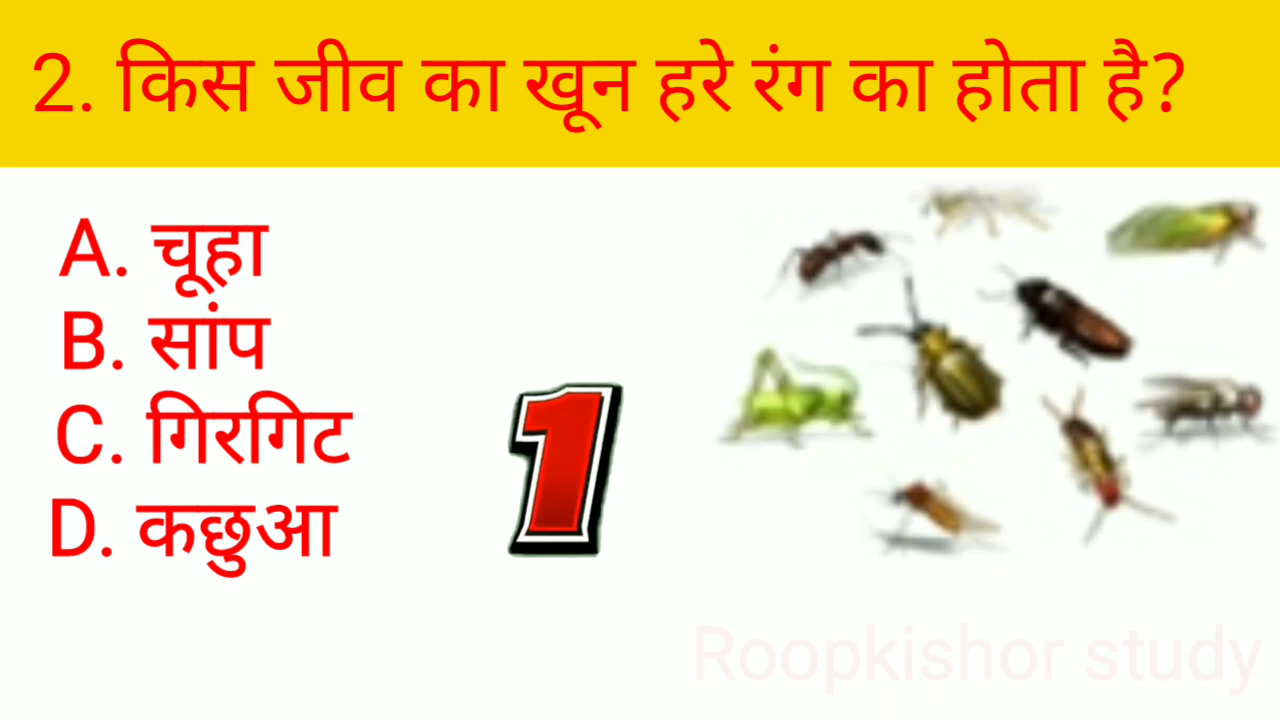 2. किस जीव का खून हरे रंग का होता है?
A. चूहा
B. सांप
C. गिरगिट
D. कछुआ
1
Roopkishor study